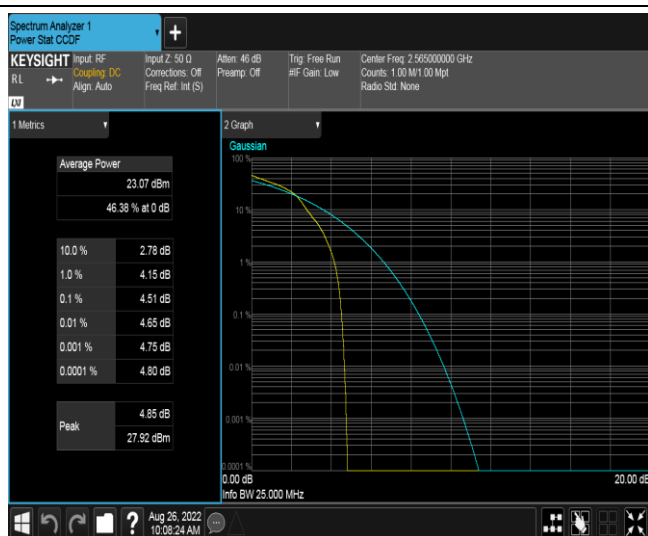 Spectrum Analyzer 1
Power Stat CCDF
+
KEYSIGHT
RL
LXI
Input: RF
Coupling: DC
Align: Auto
Input Z: 50 Ω
Corrections: Off
Freq Ref: Int (S)
Atten: 46 dB
Preamp: Off
Trig: Free Run
#IF Gain: Low
Center Freq: 2.565000000 GHz
Counts: 1.00 M/1.00 Mpt
Radio Std: None
1 Metrics
Average Power
23.07 dBm
46.38 % at 0 dB
10.0 % 2.78 dB
1.0 % 4.15 dB
0.1 % 4.51 dB
0.01 % 4.65 dB
0.001 % 4.75 dB
0.0001 % 4.80 dB
Peak
4.85 dB
27.92 dBm
2 Graph
Gaussian
100 %
10 %
1 %
0.1 %
0.01 %
0.001 %
0.0001 %
0.00 dB 20.00 dB
Info BW 25.000 MHz
?
Aug 26, 2022
10:08:24 AM